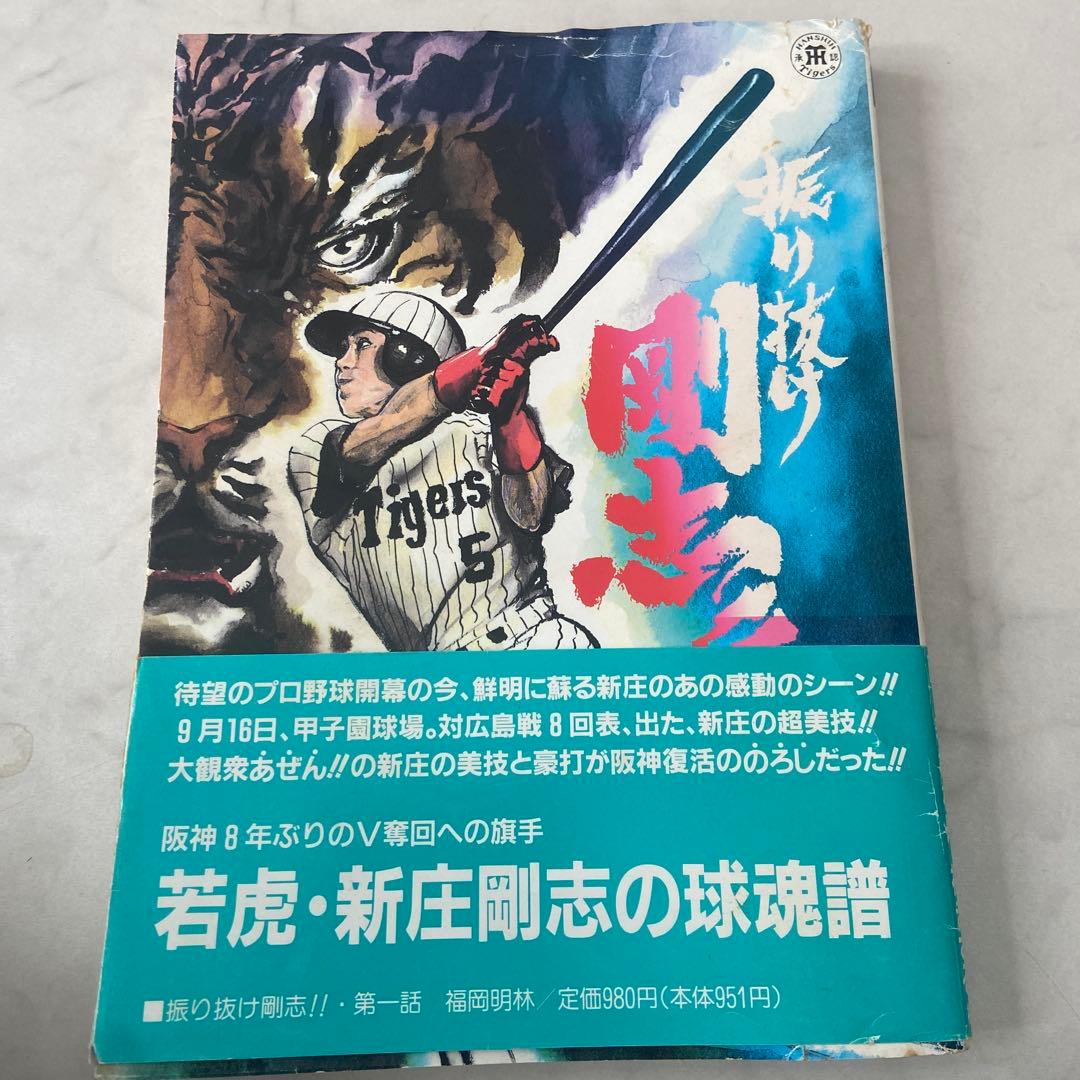 HANSHIN
承認
Tigers
振り抜け
剛志
Tigers
5
待望のプロ野球開幕の今、鮮明に蘇る新庄のあの感動のシーン!!
9月16日、甲子園球場。対広島戦8回表、出た、新庄の超美技!!
大観衆あぜん!!の新庄の美技と豪打が阪神復活ののろしだった!!
阪神8年ぶりのV奪回への旗手
若虎・新庄剛志の球魂譜
■振り抜け剛志!!・第一話 福岡明林/定価980円(本体951円)